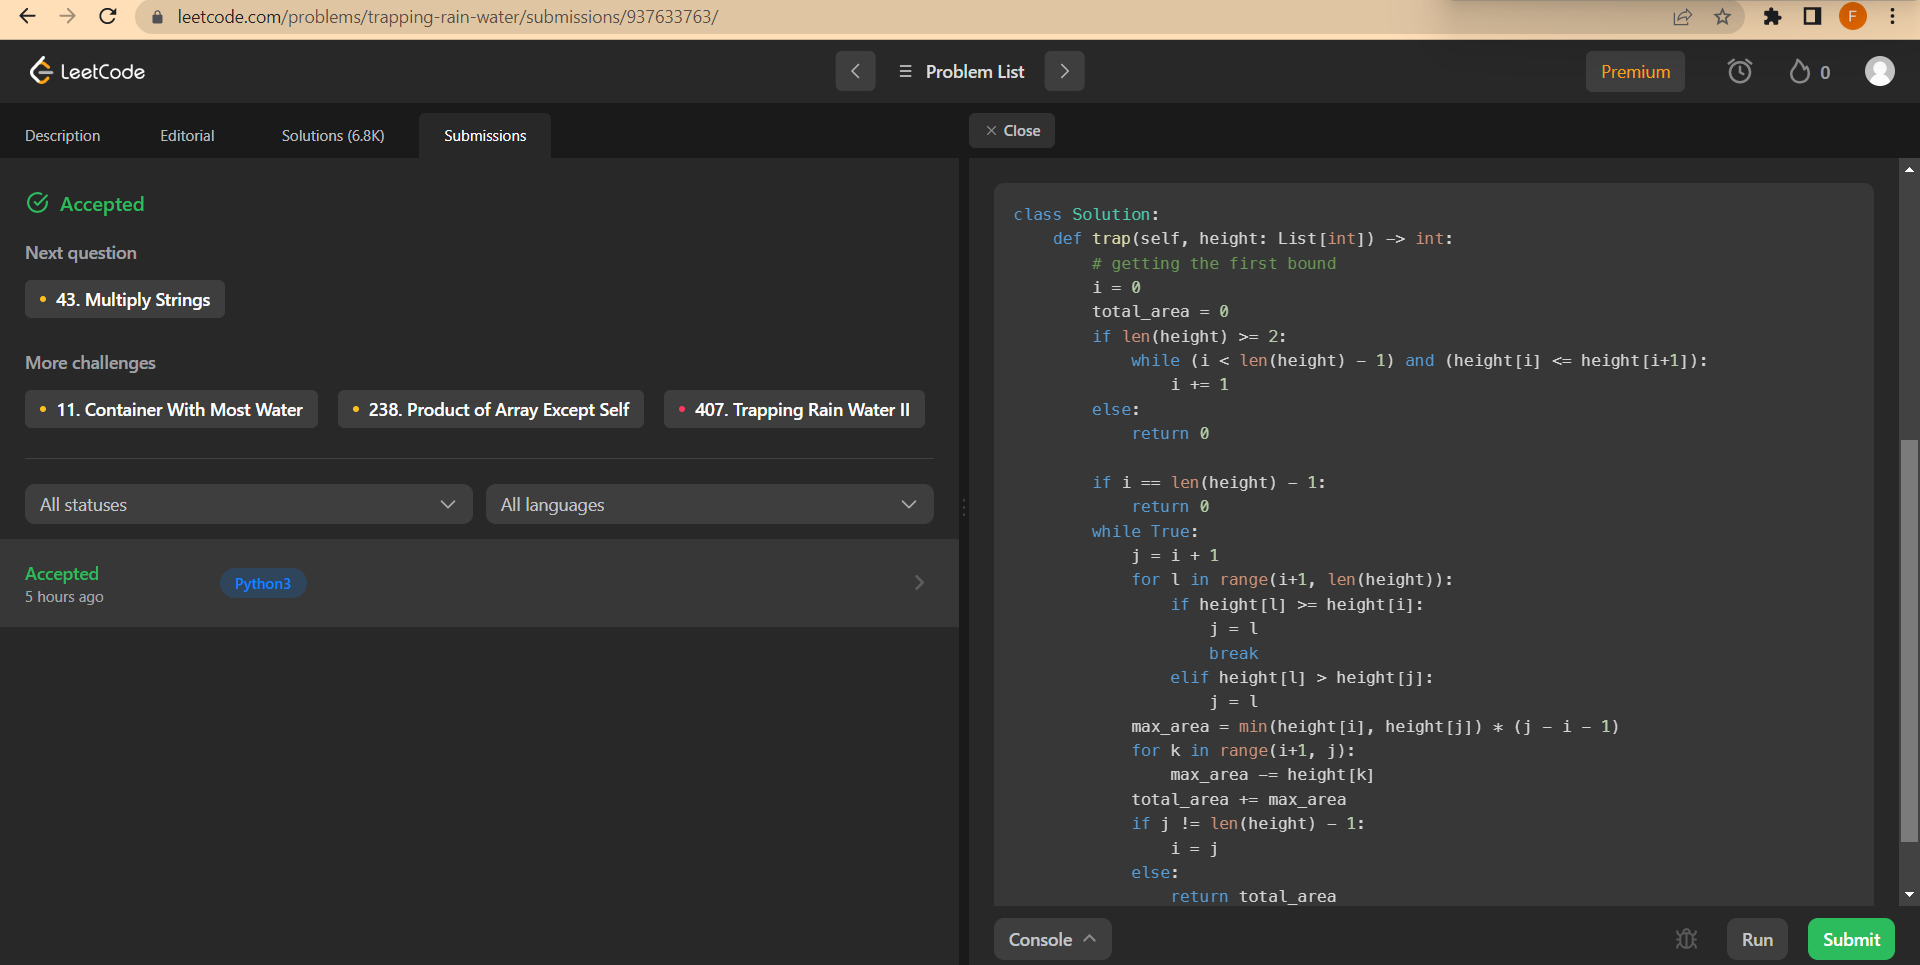 leetcode.com/problems/trapping-rain-water/submissions/937633763/
F
LeetCode
Problem List
Premium
0
Description
Editorial
Solutions (6.8K)
Submissions
Close
Accepted
Next question
43. Multiply Strings
More challenges
11. Container With Most Water
238. Product of Array Except Self
407. Trapping Rain Water II
All statuses
All languages
Accepted
Python3
5 hours ago
class Solution:
    def trap(self, height: List[int]) -> int:
        # getting the first bound
        i = 0
        total_area = 0
        if len(height) >= 2:
            while (i < len(height) - 1) and (height[i] <= height[i+1]):
                i += 1
        else:
            return 0
        if i == len(height) - 1:
            return 0
        while True:
            j = i + 1
            for l in range(i+1, len(height)):
                if height[l] >= height[i]:
                    j = l
                    break
                elif height[l] > height[j]:
                    j = l
            max_area = min(height[i], height[j]) * (j - i - 1)
            for k in range(i+1, j):
                max_area -= height[k]
            total_area += max_area
            if j != len(height) - 1:
                i = j
            else:
                return total_area
Console
Run
Submit